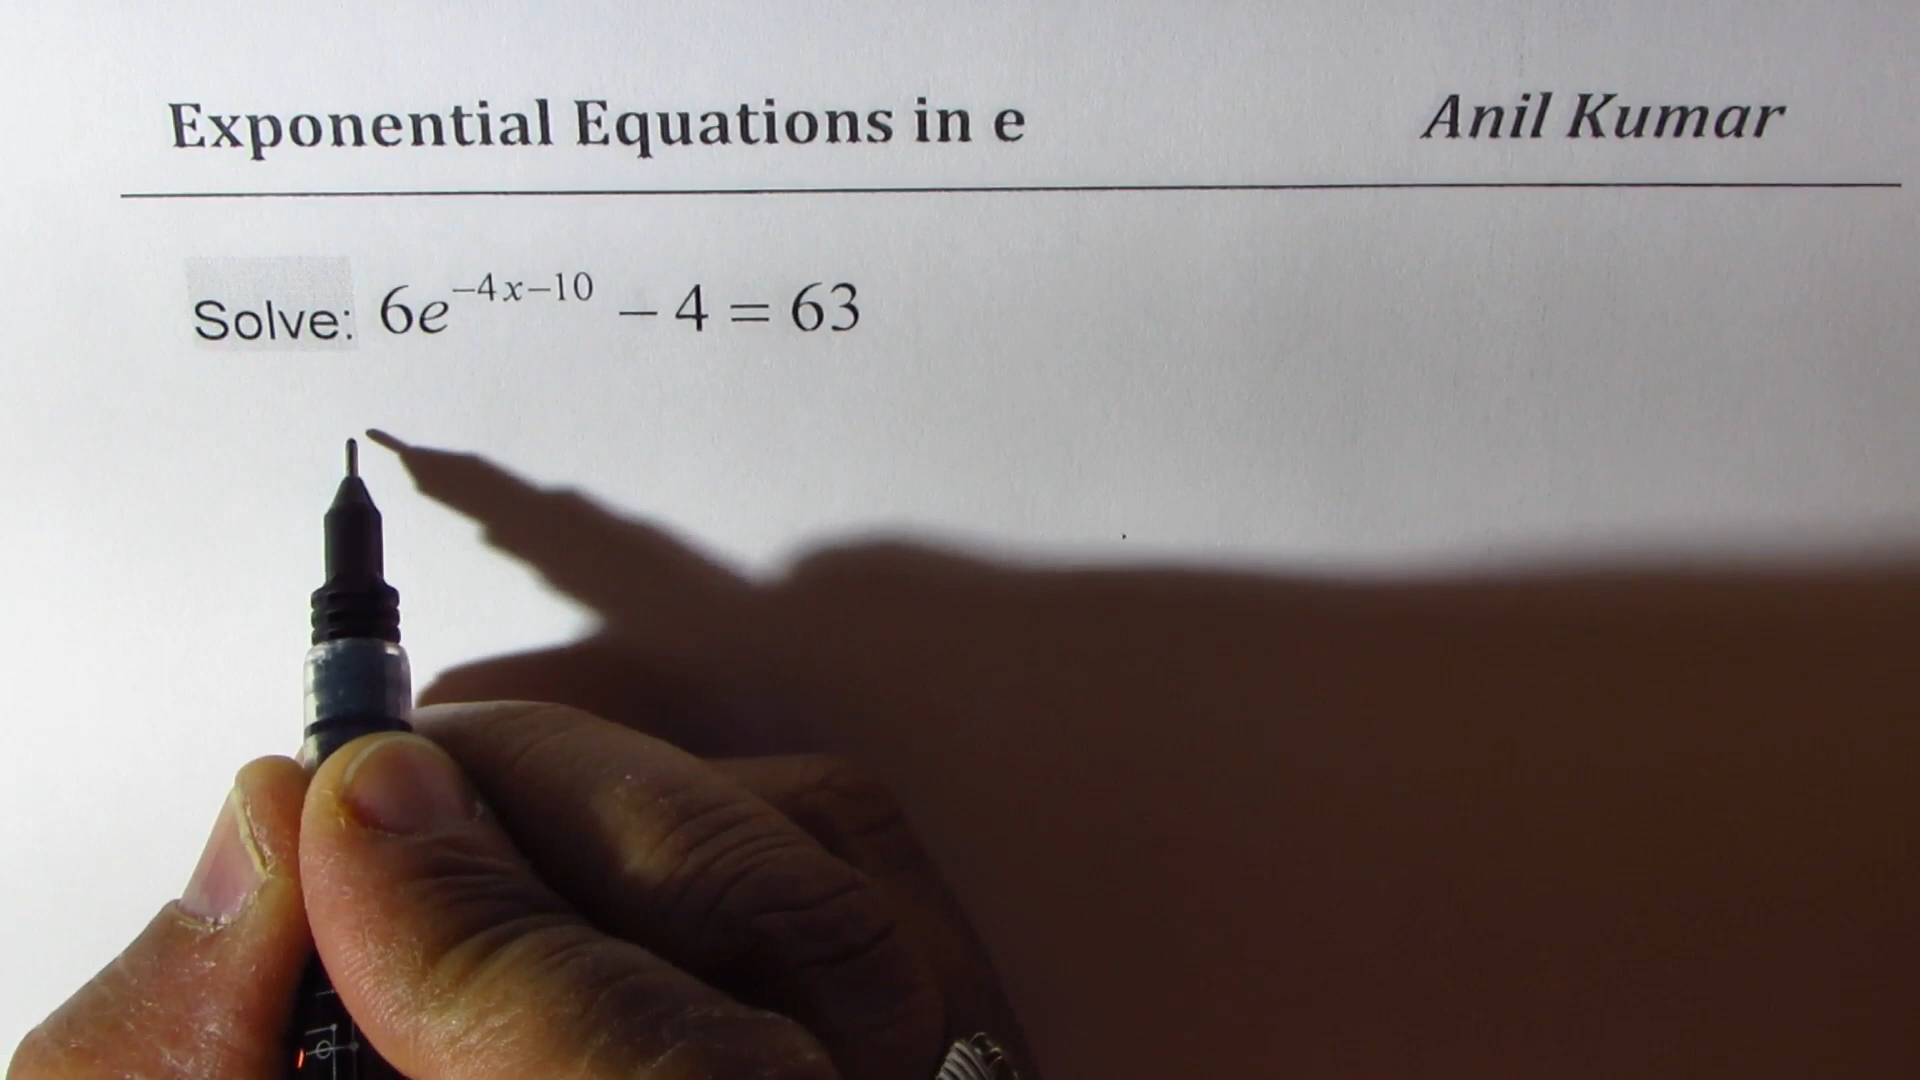 Exponential Equations in e Anil Kumar
Solve: 6e^{-4x-10} - 4 = 63